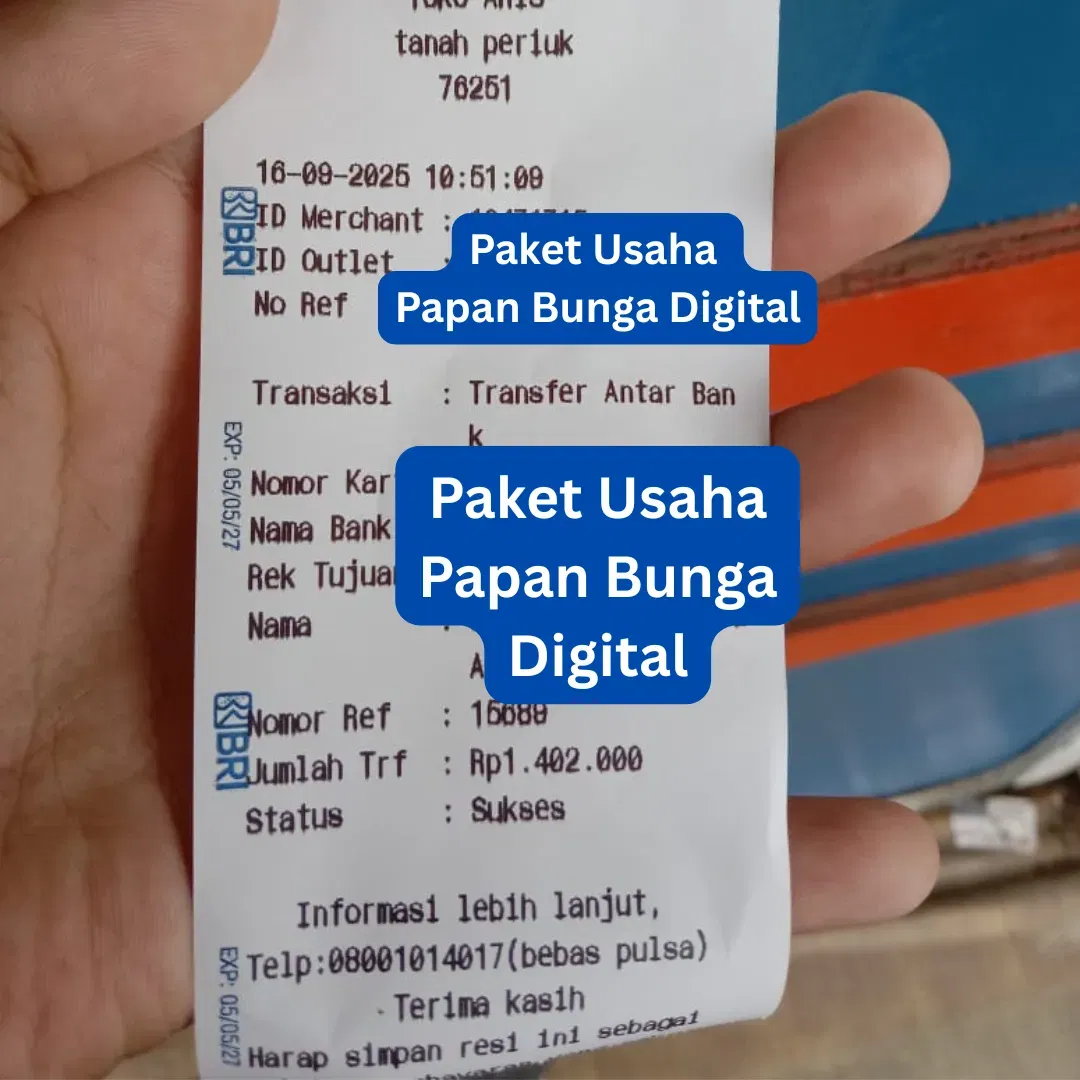 tanah periuk
76251
16-09-2025 10:51:09
ID Merchant :
Paket Usaha
ID Outlet
Papan Bunga Digital
No Ref
Transaksi : Transfer Antar Ban
k
Nomor Kar
Paket Usaha
Nama Bank
Papan Bunga
Rek Tujua
Nama :
Digital
A
Nomor Ref : 15689
Jumlah Trf : Rp1.402.000
Status : Sukses
Informasi lebih lanjut,
Telp:08001014017(bebas pulsa)
Terima kasih
Harap simpan resi ini sebagai
BRI
EXP: 05/05/27
BRI
EXP: 05/05/27